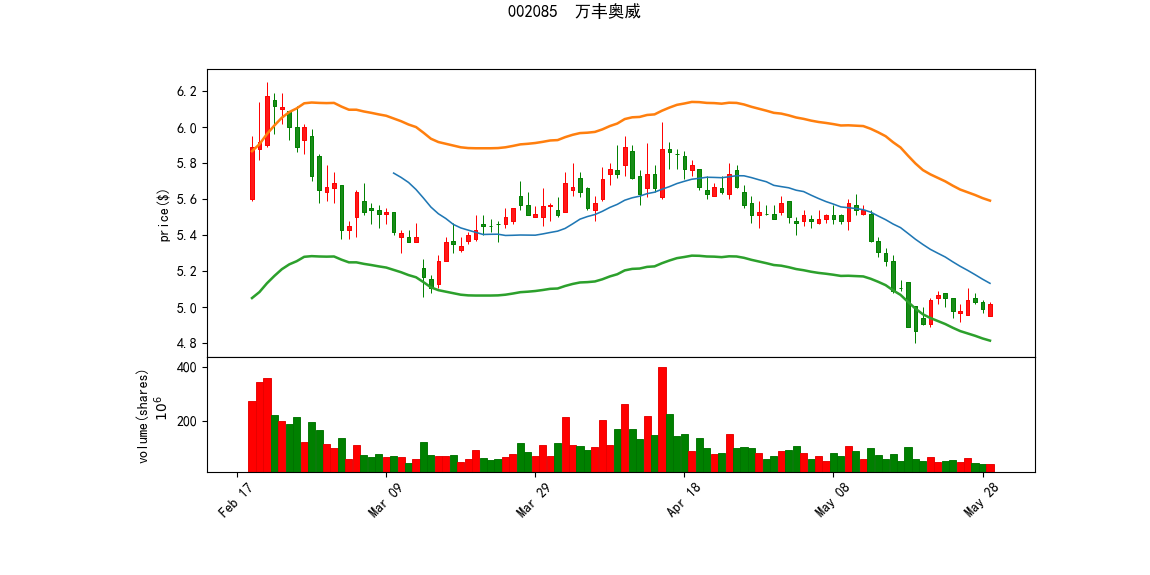 002085 万丰奥威
price($)
6.2
6.0
5.8
5.6
5.4
5.2
5.0
4.8
volume(shares)
10^6
400
200
Feb 17
Mar 09
Mar 29
Apr 18
May 08
May 28